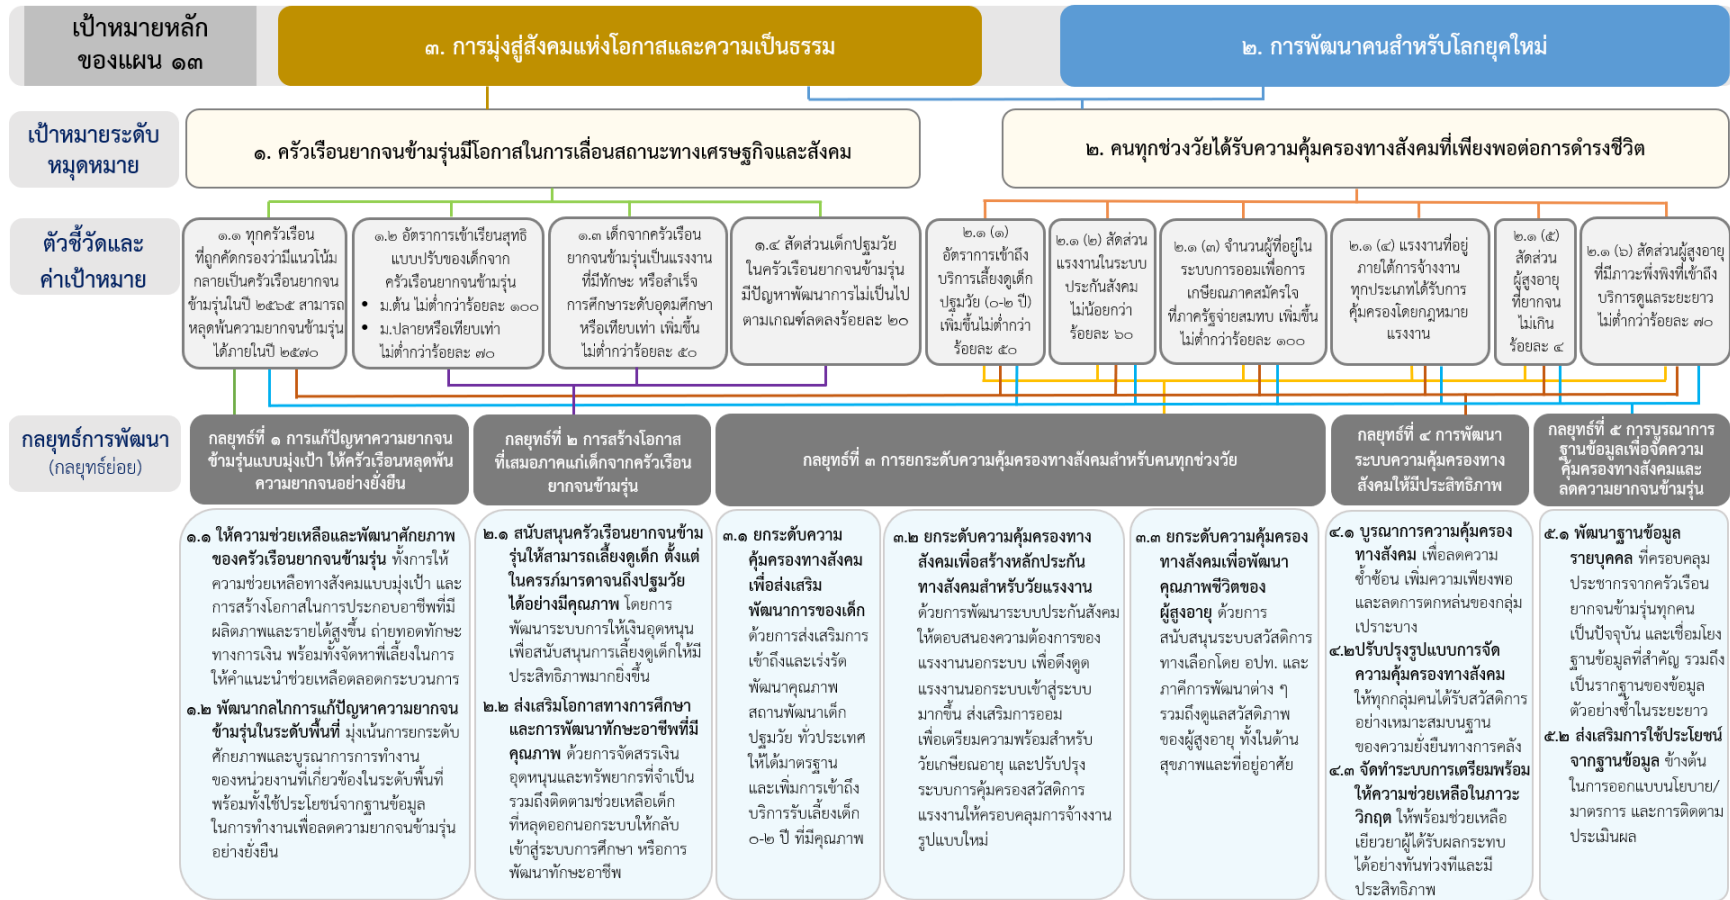 เป้าหมายหลัก
ของแผน ๑๓
๓. การมุ่งสู่สังคมแห่งโอกาสและความเป็นธรรม
๒. การพัฒนาคนสำหรับโลกยุคใหม่
เป้าหมายระดับ
หมุดหมาย
๑. ครัวเรือนยากจนข้ามรุ่นมีโอกาสในการเลื่อนสถานะทางเศรษฐกิจและสังคม
๒. คนทุกช่วงวัยได้รับความคุ้มครองทางสังคมที่เพียงพอต่อการดำรงชีวิต
ตัวชี้วัดและ
ค่าเป้าหมาย
๑.๑ ทุกครัวเรือน
ที่ถูกคัดกรองว่ามีแนวโน้ม
กลายเป็นครัวเรือนยากจน
ข้ามรุ่นในปี ๒๕๖๕ สามารถ
หลุดพ้นความยากจนข้ามรุ่น
ได้ภายในปี ๒๕๗๐
๑.๒ อัตราการเข้าเรียนสุทธิ
แบบปรับของเด็กจาก
ครัวเรือนยากจนข้ามรุ่น
• ม.ต้น ไม่ต่ำกว่าร้อยละ ๑๐๐
• ม.ปลายหรือเทียบเท่า
ไม่ต่ำกว่าร้อยละ ๗๐
๑.๓ เด็กจากครัวเรือน
ยากจนข้ามรุ่นเป็นแรงงาน
ที่มีทักษะ หรือสำเร็จ
การศึกษาระดับอุดมศึกษา
หรือเทียบเท่า เพิ่มขึ้น
ไม่ต่ำกว่าร้อยละ ๕๐
๑.๔ สัดส่วนเด็กปฐมวัย
ในครัวเรือนยากจนข้ามรุ่น
มีปัญหาพัฒนาการไม่เป็นไป
ตามเกณฑ์ลดลงร้อยละ ๒๐
๒.๑ (๑)
อัตราการเข้าถึง
บริการเลี้ยงดูเด็ก
ปฐมวัย (๐-๒ ปี)
เพิ่มขึ้นไม่ต่ำกว่า
ร้อยละ ๕๐
๒.๑ (๒) สัดส่วน
แรงงานในระบบ
ประกันสังคม
ไม่น้อยกว่า
ร้อยละ ๖๐
๒.๑ (๓) จำนวนผู้ที่อยู่ใน
ระบบการออมเพื่อการ
เกษียณภาคสมัครใจ
ที่ภาครัฐจ่ายสมทบ เพิ่มขึ้น
ไม่ต่ำกว่าร้อยละ ๑๐๐
๒.๑ (๔) แรงงานที่อยู่
ภายใต้การจ้างงาน
ทุกประเภทได้รับการ
คุ้มครองโดยกฎหมาย
แรงงาน
๒.๑ (๕)
สัดส่วน
ผู้สูงอายุ
ที่ยากจน
ไม่เกิน
ร้อยละ ๔
๒.๑ (๖) สัดส่วนผู้สูงอายุ
ที่มีภาวะพึ่งพิงที่เข้าถึง
บริการดูแลระยะยาว
ไม่ต่ำกว่าร้อยละ ๗๐
กลยุทธ์การพัฒนา
(กลยุทธ์ย่อย)
กลยุทธ์ที่ ๑ การแก้ปัญหาความยากจน
ข้ามรุ่นแบบมุ่งเป้า ให้ครัวเรือนหลุดพ้น
ความยากจนอย่างยั่งยืน
กลยุทธ์ที่ ๒ การสร้างโอกาส
ที่เสมอภาคแก่เด็กจากครัวเรือน
ยากจนข้ามรุ่น
กลยุทธ์ที่ ๓ การยกระดับความคุ้มครองทางสังคมสำหรับคนทุกช่วงวัย
กลยุทธ์ที่ ๔ การพัฒนา
ระบบความคุ้มครองทาง
สังคมให้มีประสิทธิภาพ
กลยุทธ์ที่ ๕ การบูรณาการ
ฐานข้อมูลเพื่อจัดความ
คุ้มครองทางสังคมและ
ลดความยากจนข้ามรุ่น
๑.๑ ให้ความช่วยเหลือและพัฒนาศักยภาพ
ของครัวเรือนยากจนข้ามรุ่น ทั้งการให้
ความช่วยเหลือทางสังคมแบบมุ่งเป้า และ
การสร้างโอกาสในการประกอบอาชีพที่มี
ผลิตภาพและรายได้สูงขึ้น ถ่ายทอดทักษะ
ทางการเงิน พร้อมทั้งจัดหาพี่เลี้ยงในการ
ให้คำแนะนำช่วยเหลือตลอดกระบวนการ
๑.๒ พัฒนากลไกการแก้ปัญหาความยากจน
ข้ามรุ่นในระดับพื้นที่ มุ่งเน้นการยกระดับ
ศักยภาพและบูรณาการการทำงาน
ของหน่วยงานที่เกี่ยวข้องในระดับพื้นที่
พร้อมทั้งใช้ประโยชน์จากฐานข้อมูล
ในการทำงานเพื่อลดความยากจนข้ามรุ่น
อย่างยั่งยืน
๒.๑ สนับสนุนครัวเรือนยากจนข้าม
รุ่นให้สามารถเลี้ยงดูเด็ก ตั้งแต่
ในครรภ์มารดาจนถึงปฐมวัย
ได้อย่างมีคุณภาพ โดยการ
พัฒนาระบบการให้เงินอุดหนุน
เพื่อสนับสนุนการเลี้ยงดูเด็กให้มี
ประสิทธิภาพมากยิ่งขึ้น
๒.๒ ส่งเสริมโอกาสทางการศึกษา
และการพัฒนาทักษะอาชีพที่มี
คุณภาพ ด้วยการจัดสรรเงิน
อุดหนุนและทรัพยากรที่จำเป็น
รวมถึงติดตามช่วยเหลือเด็ก
ที่หลุดออกนอกระบบให้กลับ
เข้าสู่ระบบการศึกษา หรือการ
พัฒนาทักษะอาชีพ
๓.๑ ยกระดับความ
คุ้มครองทางสังคม
เพื่อส่งเสริม
พัฒนาการของเด็ก
ด้วยการส่งเสริมการ
เข้าถึงและเร่งรัด
พัฒนาคุณภาพ
สถานพัฒนาเด็ก
ปฐมวัย ทั่วประเทศ
ให้ได้มาตรฐาน
และเพิ่มการเข้าถึง
บริการรับเลี้ยงเด็ก
๐-๒ ปี ที่มีคุณภาพ
๓.๒ ยกระดับความคุ้มครองทาง
สังคมเพื่อสร้างหลักประกัน
ทางสังคมสำหรับวัยแรงงาน
ด้วยการพัฒนาระบบประกันสังคม
ให้ตอบสนองความต้องการของ
แรงงานนอกระบบ เพื่อดึงดูด
แรงงานนอกระบบเข้าสู่ระบบ
มากขึ้น ส่งเสริมการออม
เพื่อเตรียมความพร้อมสำหรับ
วัยเกษียณอายุ และปรับปรุง
ระบบการคุ้มครองสวัสดิการ
แรงงานให้ครอบคลุมการจ้างงาน
รูปแบบใหม่
๓.๓ ยกระดับความคุ้มครอง
ทางสังคมเพื่อพัฒนา
คุณภาพชีวิตของ
ผู้สูงอายุ ด้วยการ
สนับสนุนระบบสวัสดิการ
ทางเลือกโดย อปท. และ
ภาคีการพัฒนาต่าง ๆ
รวมถึงดูแลสวัสดิภาพ
ของผู้สูงอายุ ทั้งในด้าน
สุขภาพและที่อยู่อาศัย
๔.๑ บูรณาการความคุ้มครอง
ทางสังคม เพื่อลดความ
ซ้ำซ้อน เพิ่มความเพียงพอ
และลดการตกหล่นของกลุ่ม
เปราะบาง
๔.๒ปรับปรุงรูปแบบการจัด
ความคุ้มครองทางสังคม
ให้ทุกกลุ่มคนได้รับสวัสดิการ
อย่างเหมาะสมบนฐาน
ของความยั่งยืนทางการคลัง
๔.๓ จัดทำระบบการเตรียมพร้อม
ให้ความช่วยเหลือในภาวะ
วิกฤต ให้พร้อมช่วยเหลือ
เยียวยาผู้ได้รับผลกระทบ
ได้อย่างทันท่วงทีและมี
ประสิทธิภาพ
๕.๑ พัฒนาฐานข้อมูล
รายบุคคล ที่ครอบคลุม
ประชากรจากครัวเรือน
ยากจนข้ามรุ่นทุกคน
เป็นปัจจุบัน และเชื่อมโยง
ฐานข้อมูลที่สำคัญ รวมถึง
เป็นรากฐานของข้อมูล
ตัวอย่างซ้ำในระยะยาว
๕.๒ ส่งเสริมการใช้ประโยชน์
จากฐานข้อมูล ข้างต้น
ในการออกแบบนโยบาย/
มาตรการ และการติดตาม
ประเมินผล